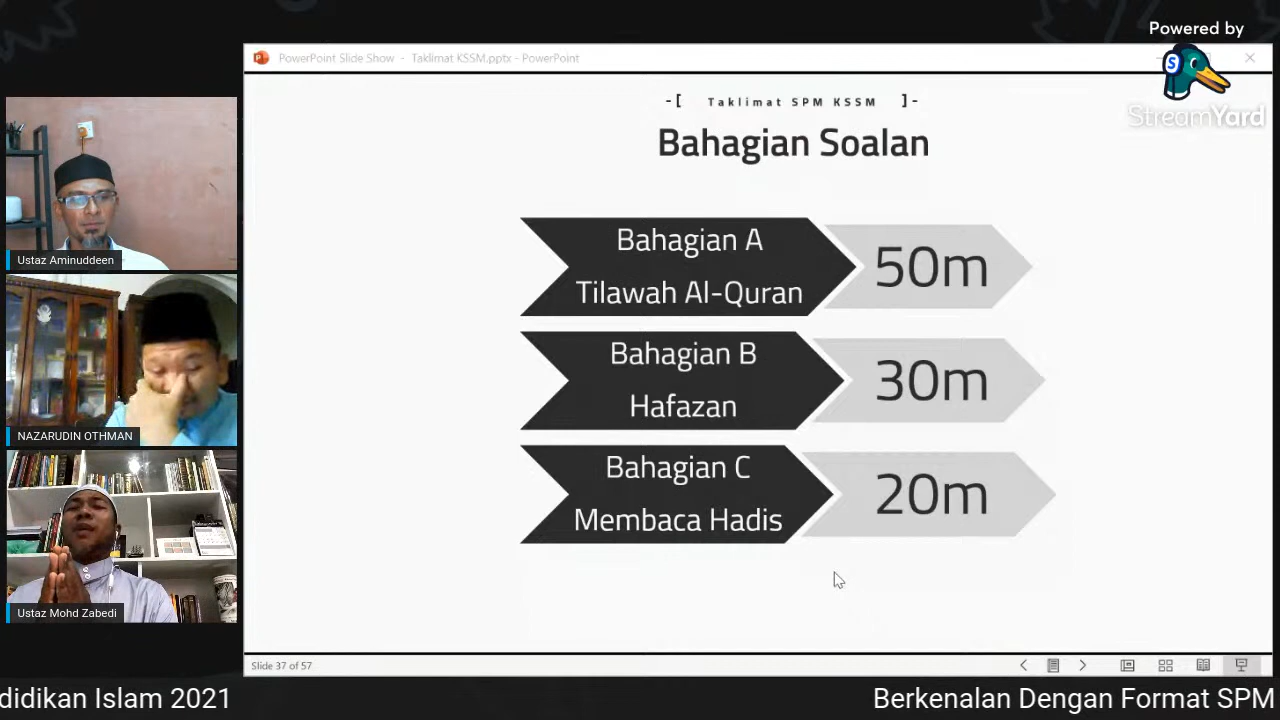 Powered by
StreamYard
PowerPoint Slide Show - Taklimat KSSM.pptx - PowerPoint
-[ Taklimat SPM KSSM ]-
Bahagian Soalan
Bahagian A
Tilawah Al-Quran
50m
Bahagian B
Hafazan
30m
Bahagian C
Membaca Hadis
20m
Ustaz Aminuddeen
NAZARUDIN OTHMAN
Ustaz Mohd Zabedi
Slide 37 of 57
didikan Islam 2021
Berkenalan Dengan Format SPM